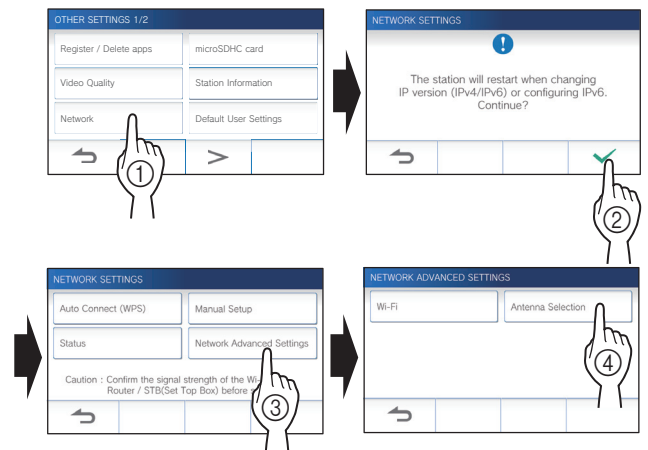 OTHER SETTINGS 1/2
Register / Delete apps
microSDHC card
Video Quality
Station Information
Network
Default User Settings
>
1
NETWORK SETTINGS
!
The station will restart when changing
IP version (IPv4/IPv6) or configuring IPv6.
Continue?
2
NETWORK SETTINGS
Auto Connect (WPS)
Manual Setup
Status
Network Advanced Settings
Caution : Confirm the signal strength of the
Router / STB(Set Top Box) before
3
NETWORK ADVANCED SETTINGS
Wi-Fi
Antenna Selection
4